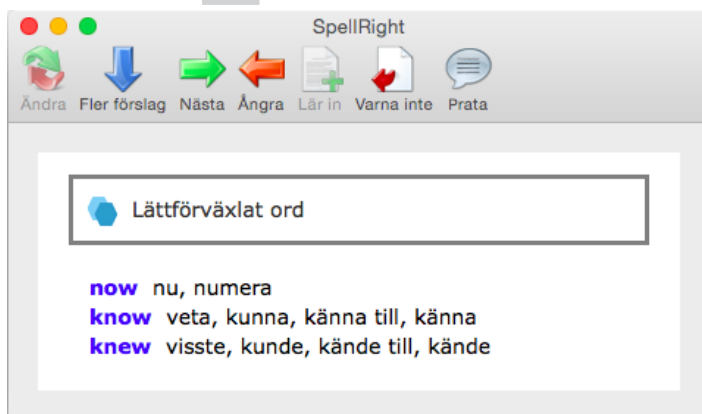 SpellRight
Ändra Fler förslag Nästa Ångra Lär in Varna inte Prata
Lättförväxlat ord
now nu, numera
know veta, kunna, känna till, känna
knew visste, kunde, kände till, kände